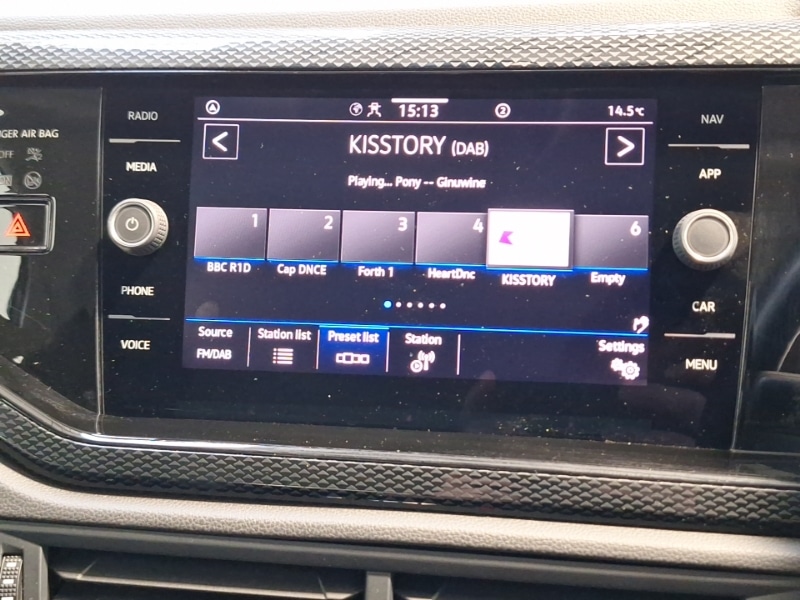 GER AIR BAG
OFF
RADIO
MEDIA
PHONE
VOICE
15:13
2
14.5°C
< KISSTORY (DAB) >
Playing... Pony -- Ginuwine
1 2 3 4 6
BBC R1D Cap DNCE Forth 1 HeartDnc KISSTORY Empty
Source Station list Preset list Station Settings
FM/DAB
NAV
APP
CAR
MENU